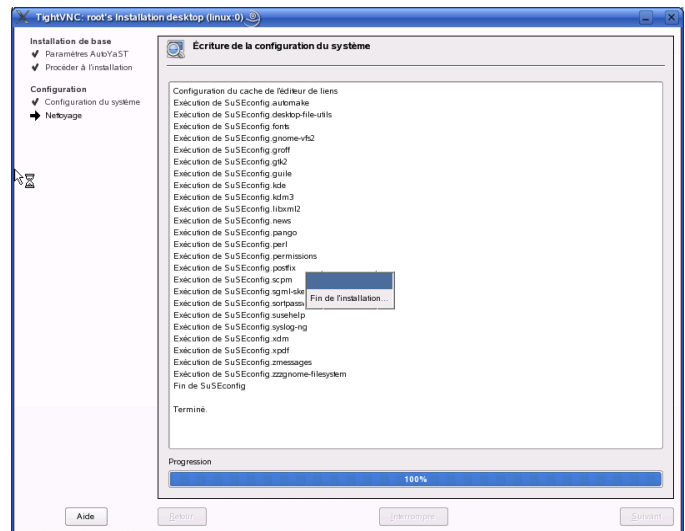 TightVNC: root's Installation desktop (linux:0)
Installation de base
Paramètres AutoYaST
Procéder à l'installation
Configuration
Configuration du système
Nettoyage
Écriture de la configuration du système
Configuration du cache de l'éditeur de liens
Exécution de SuSEconfig.automake
Exécution de SuSEconfig.desktop-file-utils
Exécution de SuSEconfig.fonts
Exécution de SuSEconfig.gnome-vfs2
Exécution de SuSEconfig.groff
Exécution de SuSEconfig.gtk2
Exécution de SuSEconfig.guile
Exécution de SuSEconfig.kde
Exécution de SuSEconfig.kdm3
Exécution de SuSEconfig.libxml2
Exécution de SuSEconfig.news
Exécution de SuSEconfig.pango
Exécution de SuSEconfig.perl
Exécution de SuSEconfig.permissions
Exécution de SuSEconfig.postfix
Exécution de SuSEconfig.scpm
Exécution de SuSEconfig.sgml-ske
Exécution de SuSEconfig.sortpass
Exécution de SuSEconfig.susehelp
Exécution de SuSEconfig.syslog-ng
Exécution de SuSEconfig.xdm
Exécution de SuSEconfig.xpdf
Exécution de SuSEconfig.zmessages
Exécution de SuSEconfig.zzzgnome-filesystem
Fin de SuSEconfig
Terminé.
Fin de l'installation...
Progression
100%
Aide
Retour
Interrompre
Suivant